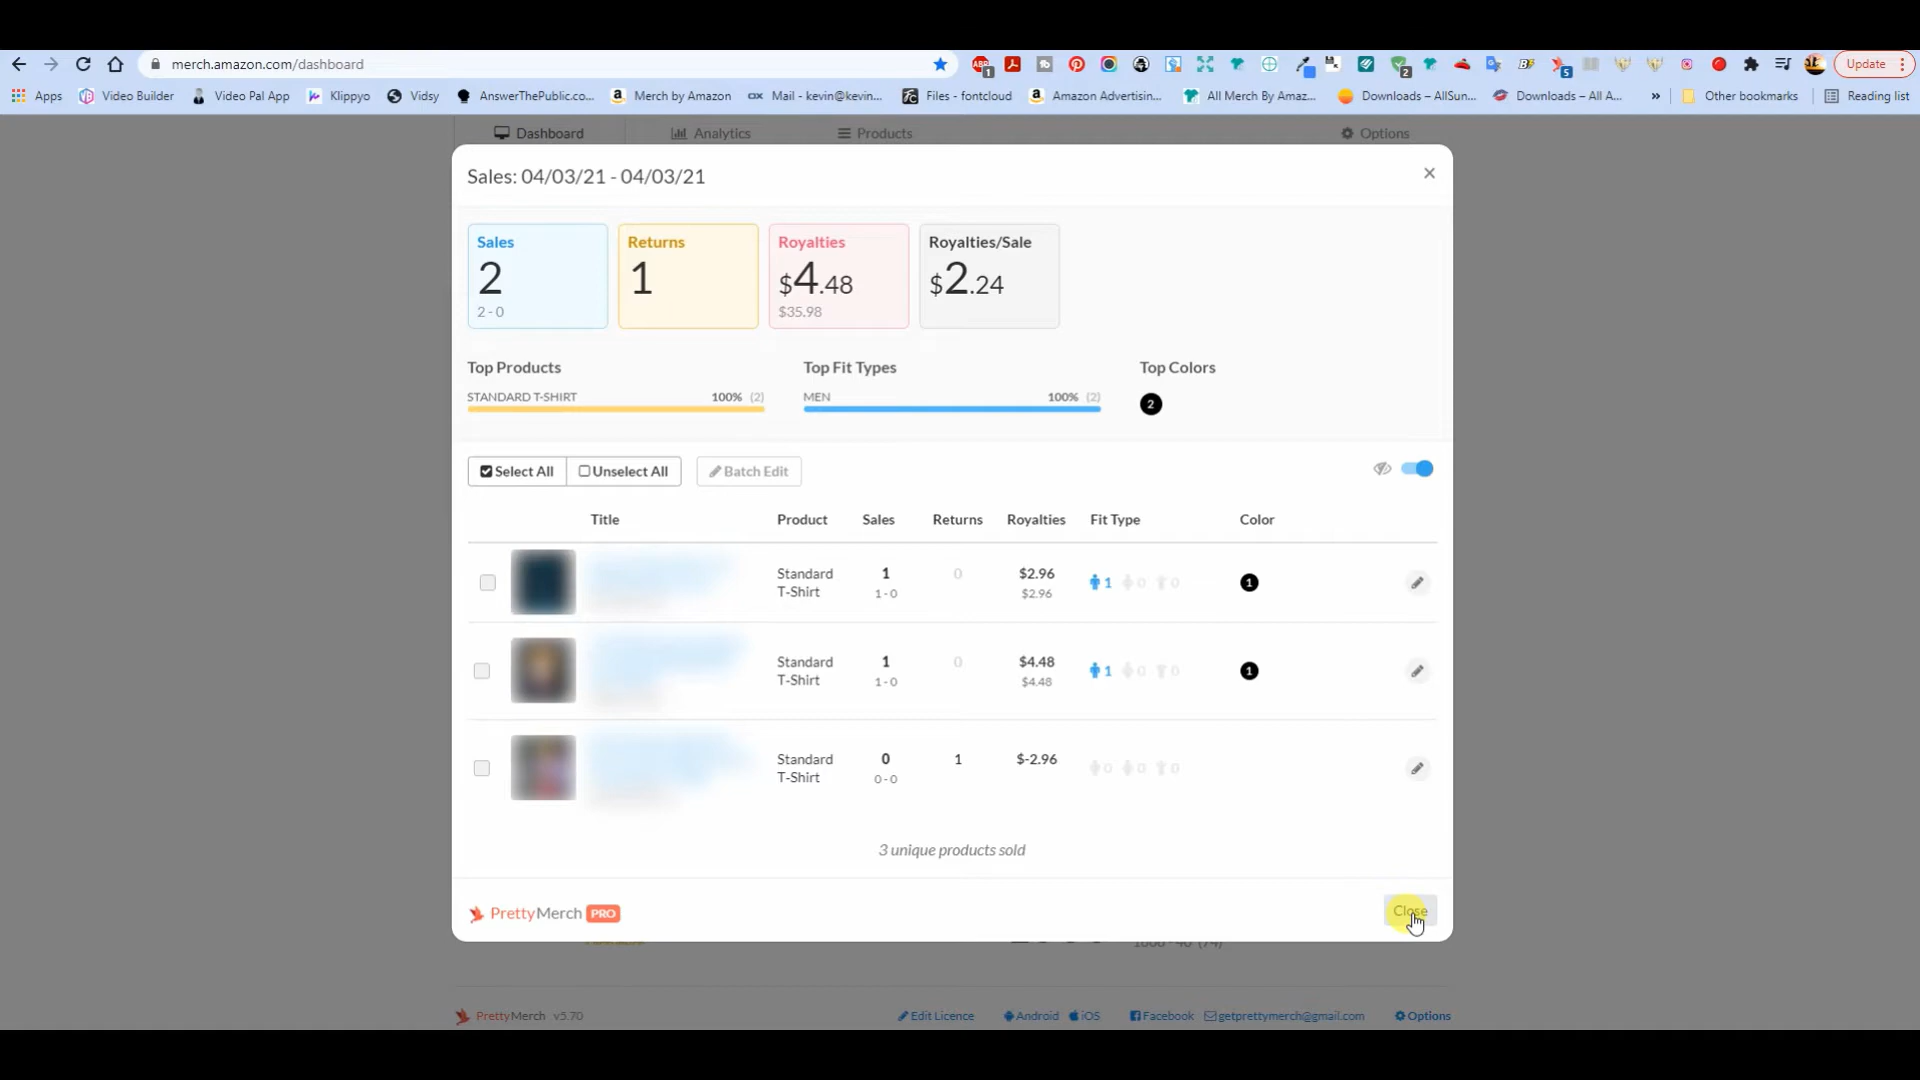 merch.amazon.com/dashboard
1
2
5
Update
Apps
Video Builder
Video Pal App
Klippyo
Vidsy
AnswerThePublic.co...
Merch by Amazon
Mail - kevin@kevin...
Files - fontcloud
Amazon Advertisin...
All Merch By Amaz...
Downloads – AllSun...
Downloads – All A...
»
Other bookmarks
Reading list
Dashboard
Analytics
Products
Options
Sales: 04/03/21 - 04/03/21
×
Sales
2
2 - 0
Returns
1
Royalties
$4.48
$35.98
Royalties/Sale
$2.24
Top Products
STANDARD T-SHIRT 100% (2)
Top Fit Types
MEN 100% (2)
Top Colors
2
Select All
Unselect All
Batch Edit
Title Product Sales Returns Royalties Fit Type Color
Standard 1 0 $2.96 1 0 0 1
T-Shirt 1 - 0 $2.96
Standard 1 0 $4.48 1 0 0 1
T-Shirt 1 - 0 $4.48
Standard 0 1 $-2.96 0 0 0
T-Shirt 0 - 0
3 unique products sold
PrettyMerch PRO
Close
PrettyMerch v5.70
Edit Licence
Android
iOS
Facebook
getprettymerch@gmail.com
Options